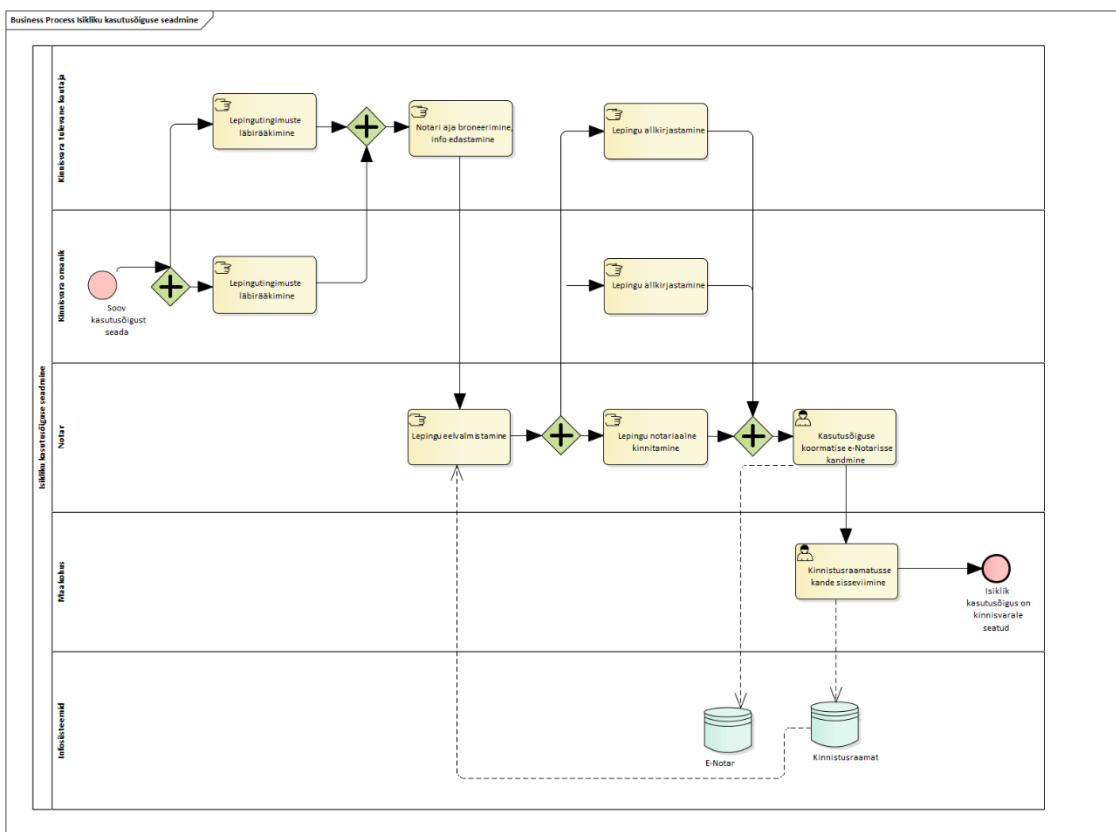 Business Process Isikliku kasutusõiguse seadmine
Isikliku kasutusõiguse seadmine
Kinnisvara tulevane kautaja
Lepingutingimuste
läbirääkimine
Notari aja broneerimine,
info edastamine
Lepingu allkirjastamine
Kinnisvara omanik
Soov
kasutusõigust
seada
Lepingutingimuste
läbirääkimine
Lepingu allkirjastamine
Notar
Lepingu eelvalmistamine
Lepingu notariaalne
kinnitamine
Kasutusõiguse
koormatise e-Notarisse
kandmine
Maakohus
Kinnistusraamatusse
kande sisseviimine
Isiklik
kasutusõigus on
kinnisvarale
seatud
Infosüsteemid
E-Notar
Kinnistusraamat